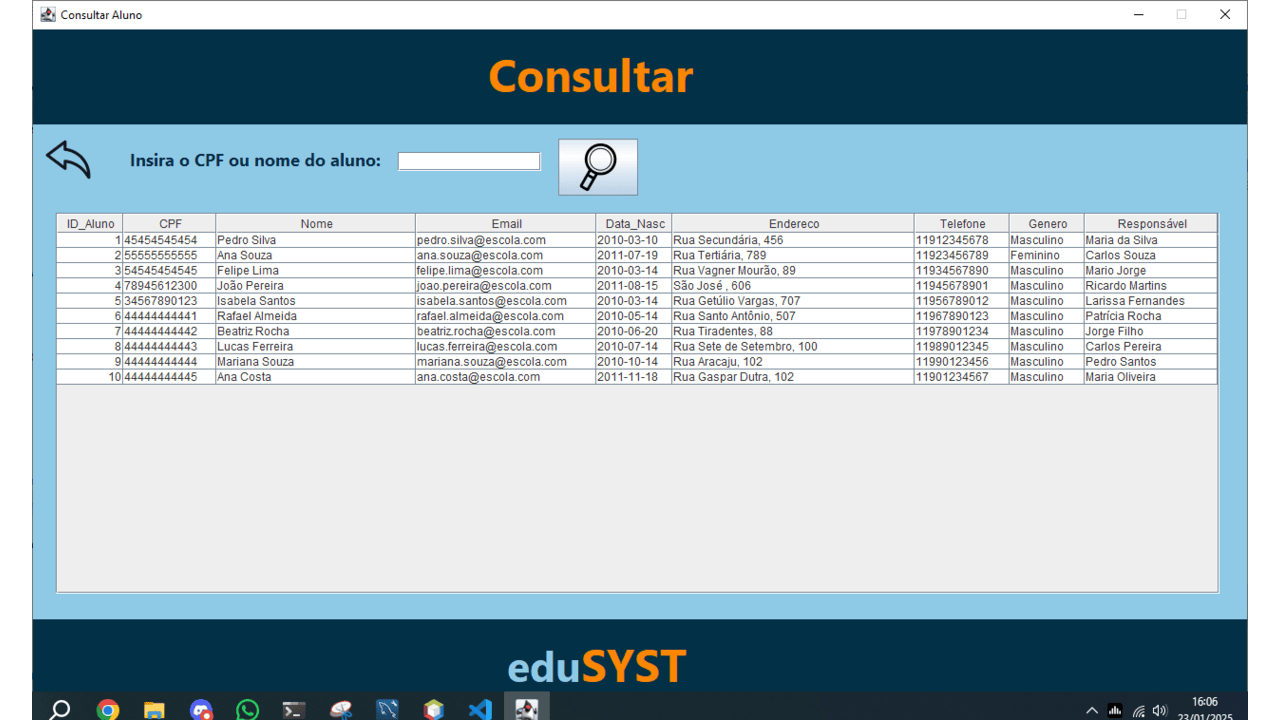 Consultar Aluno
Consultar
Insira o CPF ou nome do aluno:
ID_Aluno CPF Nome Email Data_Nasc Endereco Telefone Genero Responsável
1 45454545454 Pedro Silva pedro.silva@escola.com 2010-03-10 Rua Secundária, 456 11912345678 Masculino Maria da Silva
2 55555555555 Ana Souza ana.souza@escola.com 2011-07-19 Rua Tertiária, 789 11923456789 Feminino Carlos Souza
3 54545454545 Felipe Lima felipe.lima@escola.com 2010-03-14 Rua Vagner Mourão, 89 11934567890 Masculino Mario Jorge
4 78945612300 João Pereira joao.pereira@escola.com 2011-08-15 São José , 606 11945678901 Masculino Ricardo Martins
5 34567890123 Isabela Santos isabela.santos@escola.com 2010-03-14 Rua Getúlio Vargas, 707 11956789012 Masculino Larissa Fernandes
6 44444444441 Rafael Almeida rafael.almeida@escola.com 2010-05-14 Rua Santo Antônio, 507 11967890123 Masculino Patrícia Rocha
7 44444444442 Beatriz Rocha beatriz.rocha@escola.com 2010-06-20 Rua Tiradentes, 88 11978901234 Masculino Jorge Filho
8 44444444443 Lucas Ferreira lucas.ferreira@escola.com 2010-07-14 Rua Sete de Setembro, 100 11989012345 Masculino Carlos Pereira
9 44444444444 Mariana Souza mariana.souza@escola.com 2010-10-14 Rua Aracaju, 102 11990123456 Masculino Pedro Santos
10 44444444445 Ana Costa ana.costa@escola.com 2011-11-18 Rua Gaspar Dutra, 102 11901234567 Masculino Maria Oliveira
eduSYST
16:06
23/01/2025